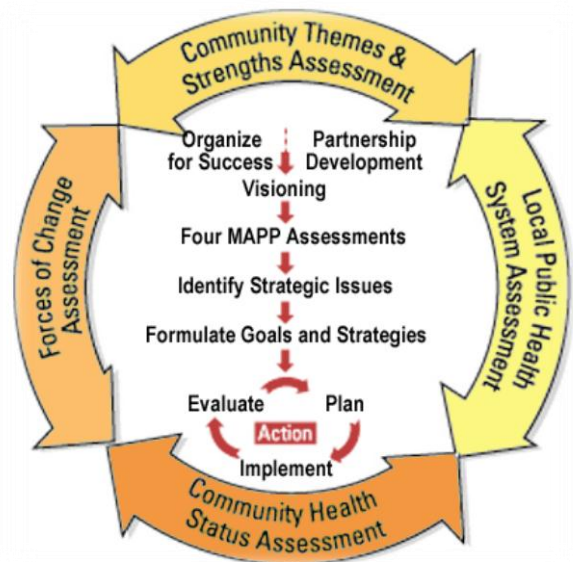 Community Themes &
Strengths Assessment
Organize
for Success
Partnership
Development
Visioning
Four MAPP Assessments
Identify Strategic Issues
Formulate Goals and Strategies
Evaluate
Plan
Action
Implement
Forces of Change
Assessment
Local Public Health
System Assessment
Community Health
Status Assessment